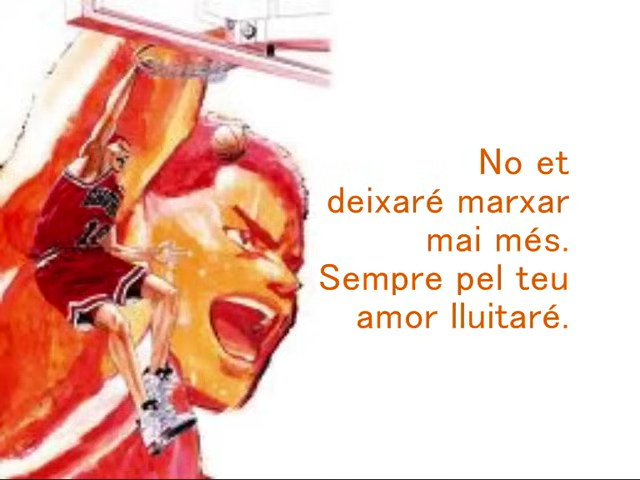 No et
deixaré marxar
mai més.
Sempre pel teu
amor lluitaré.